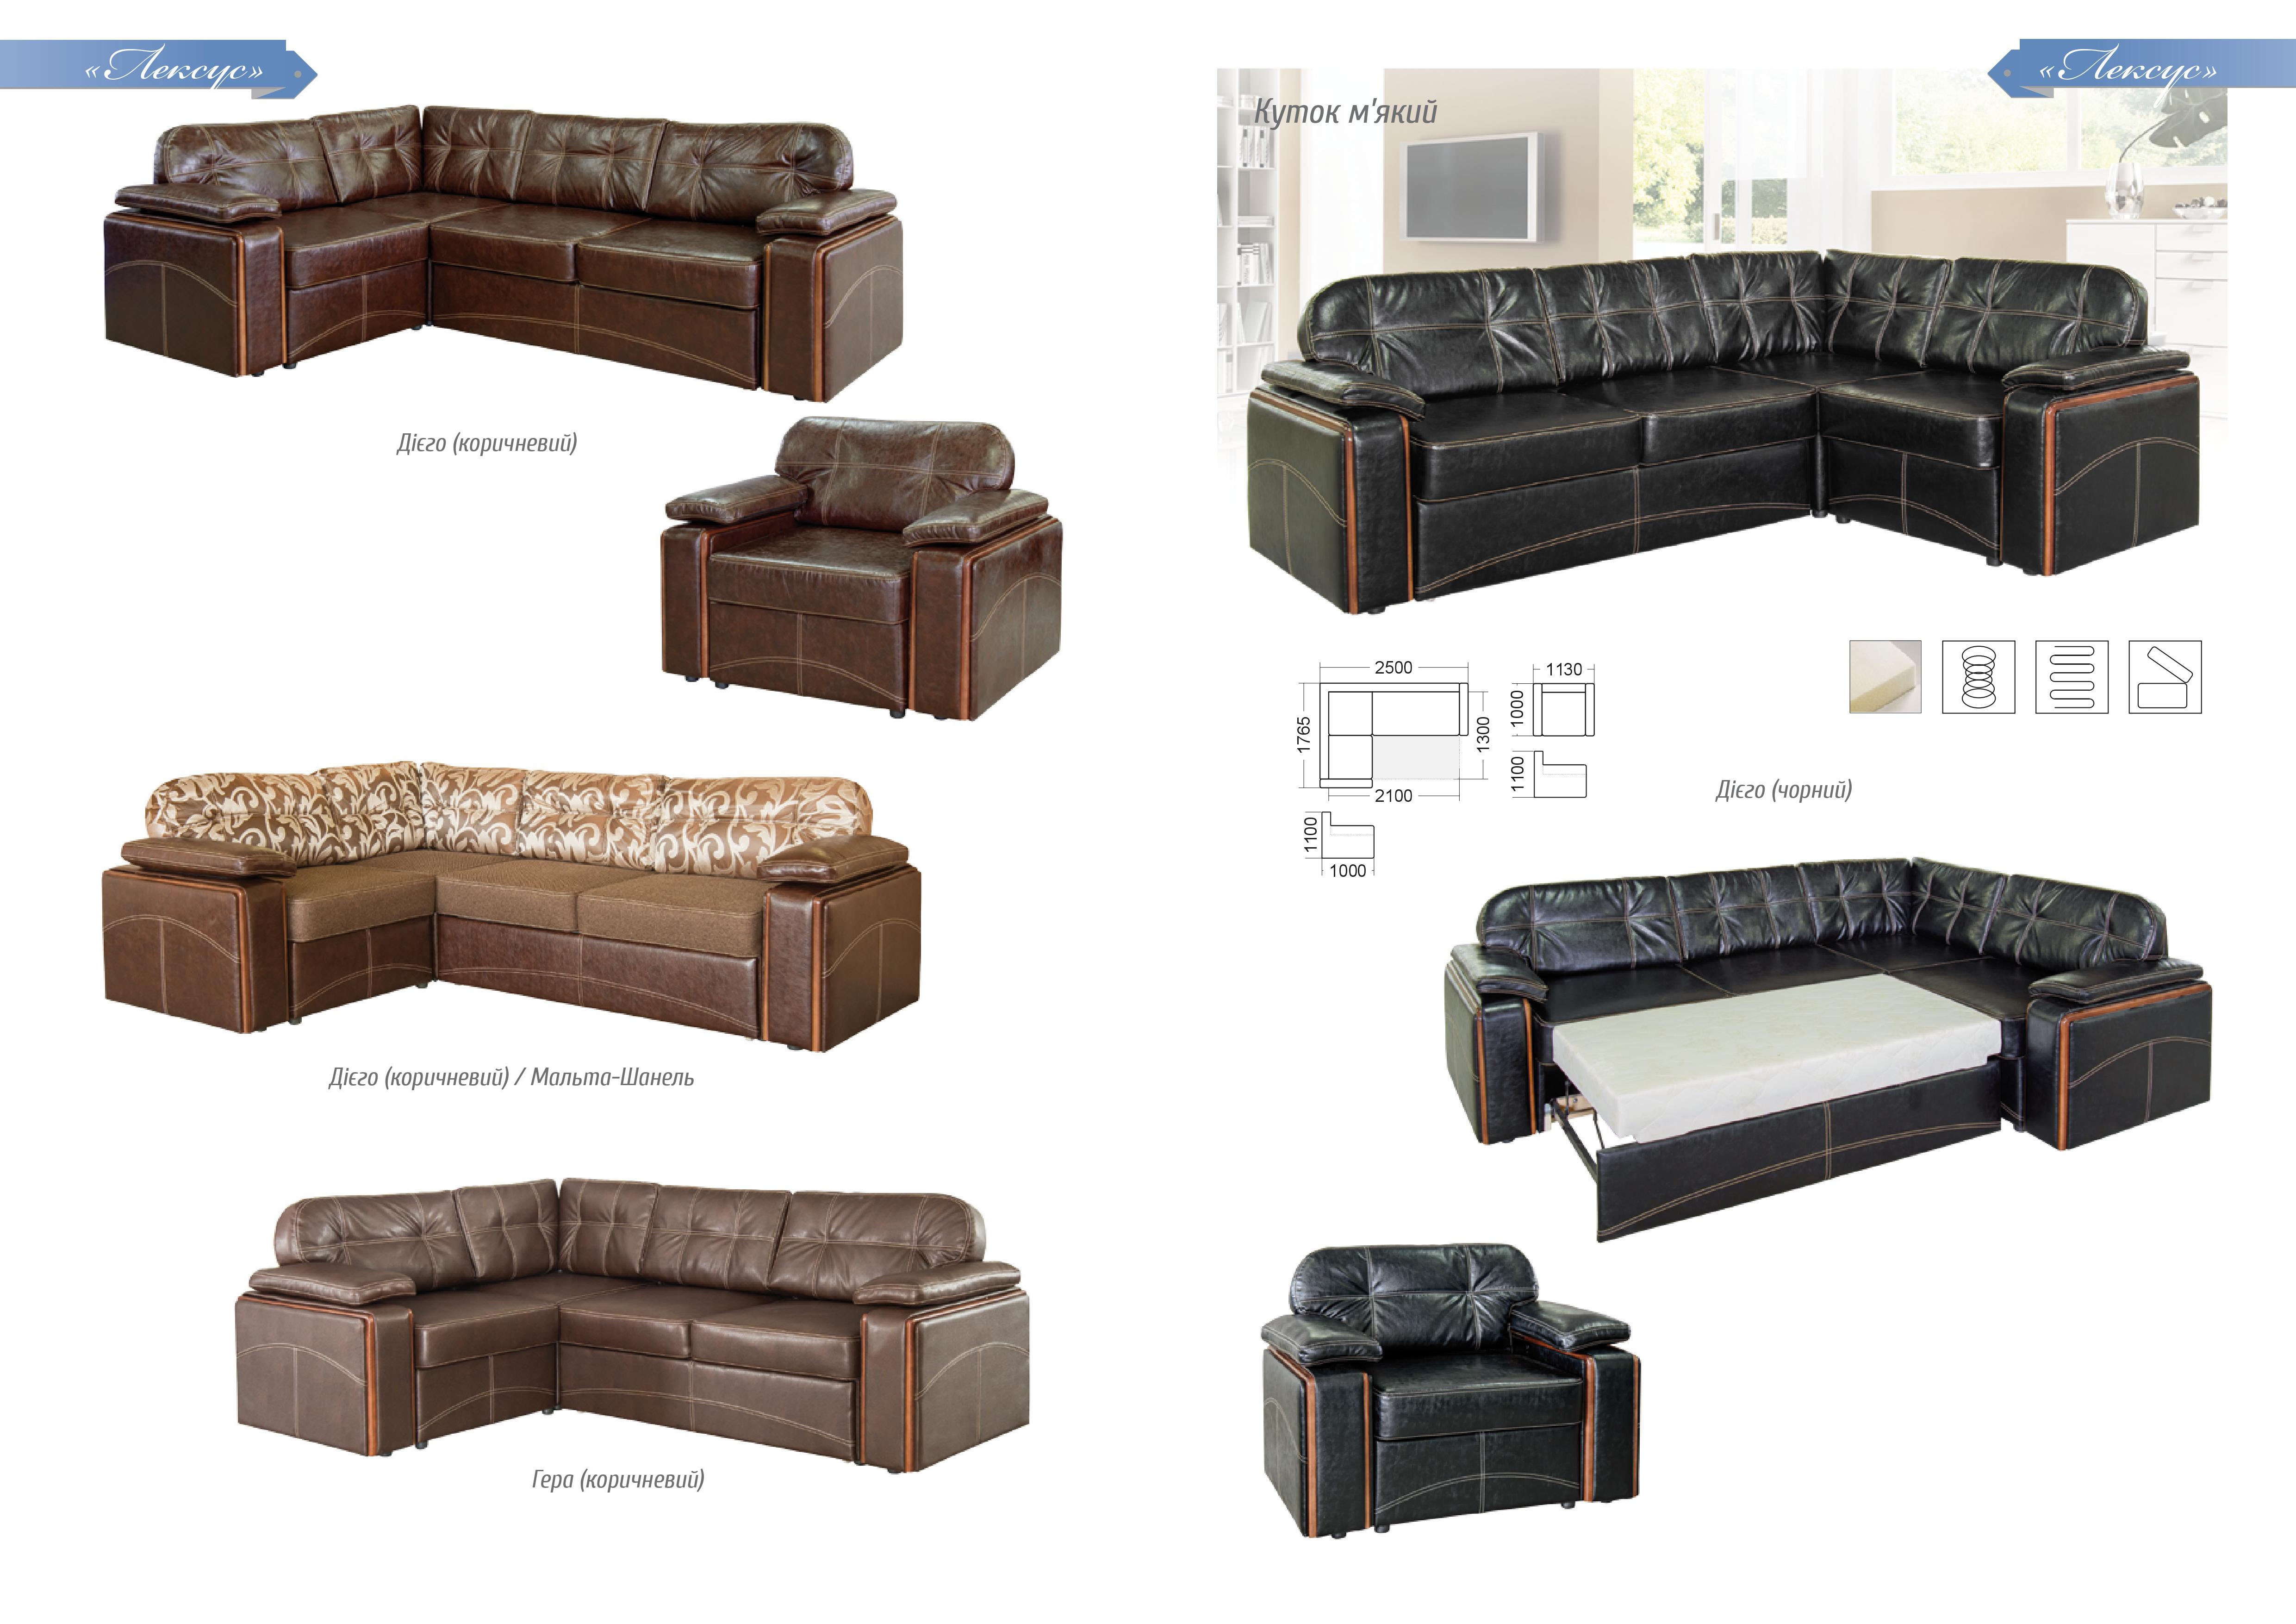 «Лексус»
Дієго (коричневий)
Дієго (коричневий) / Мальта-Шанель
Гера (коричневий)
«Лексус»
Куток м'який
2500
1765
1300
2100
1100
1000
1130
1000
1100
Дієго (чорний)